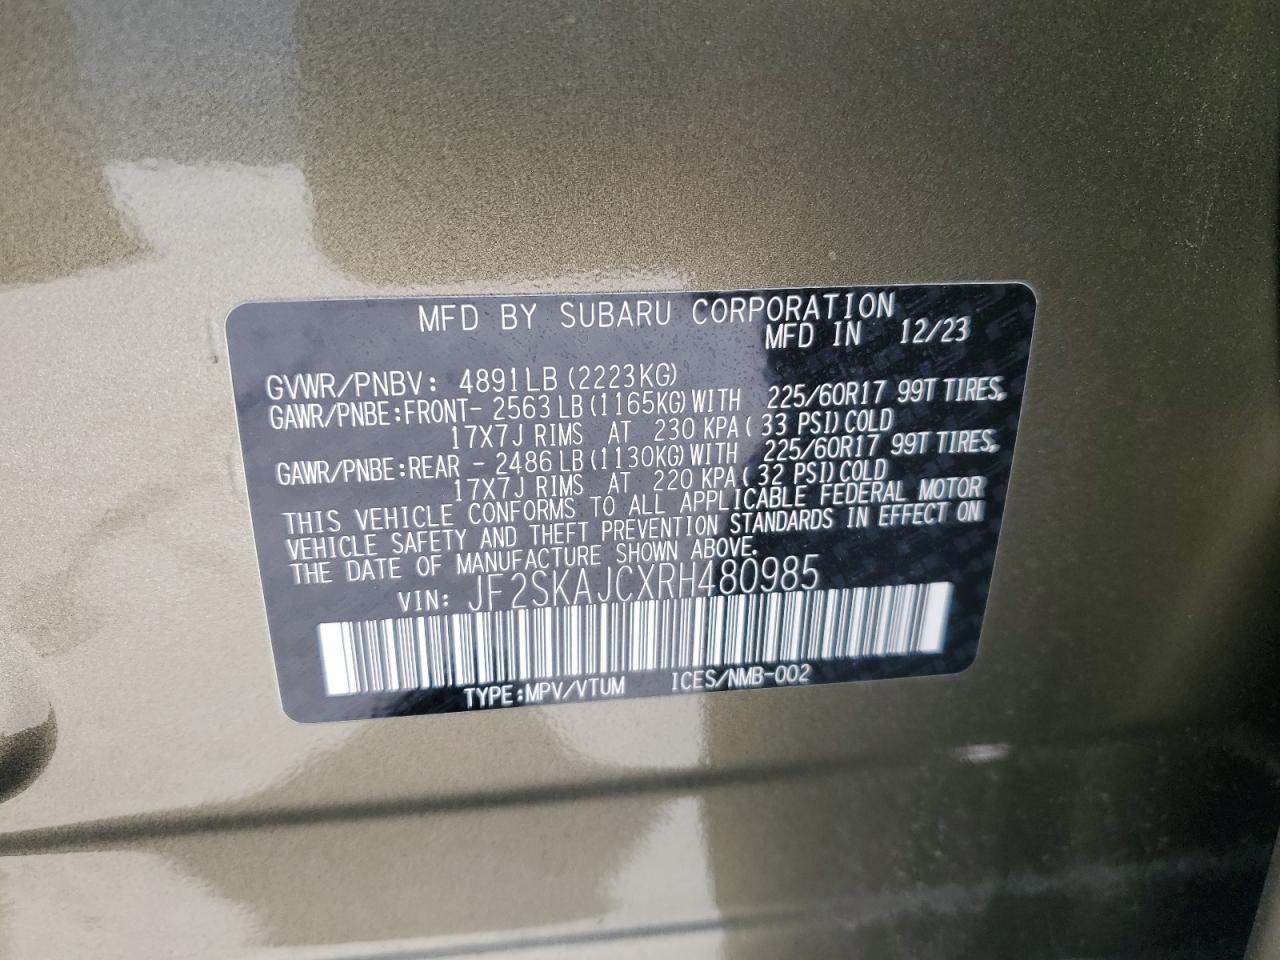 MFD BY SUBARU CORPORATION
MFD IN 12/23
GVWR/PNBV: 4891LB (2223KG)
GAWR/PNBE:FRONT- 2563LB(1165KG)WITH 225/60R17 99T TIRES,
17X7J RIMS AT 230 KPA( 33 PSI)COLD
GAWR/PNBE:REAR - 2486LB(1130KG)WITH 225/60R17 99T TIRES,
17X7J RIMS AT 220 KPA( 32 PSI)COLD
THIS VEHICLE CONFORMS TO ALL APPLICABLE FEDERAL MOTOR
VEHICLE SAFETY AND THEFT PREVENTION STANDARDS IN EFFECT ON
THE DATE OF MANUFACTURE SHOWN ABOVE.
VIN: JF2SKAJCXRH480985
TYPE:MPV/VTUM ICES/NMB-002